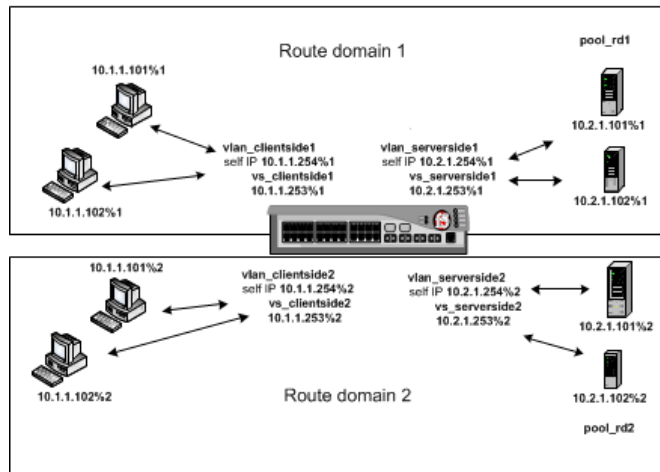 Route domain 1
pool_rd1
10.1.1.101%1
10.1.1.102%1
vlan_clientside1
self IP 10.1.1.254%1
vs_clientside1
10.1.1.253%1
vlan_serverside1
self IP 10.2.1.254%1
vs_serverside1
10.2.1.253%1
10.2.1.101%1
10.2.1.102%1
10.1.1.101%2
10.1.1.102%2
vlan_clientside2
self IP 10.1.1.254%2
vs_clientside2
10.1.1.253%2
vlan_serverside2
self IP 10.2.1.254%2
vs_serverside2
10.2.1.253%2
10.2.1.101%2
10.2.1.102%2
Route domain 2
pool_rd2